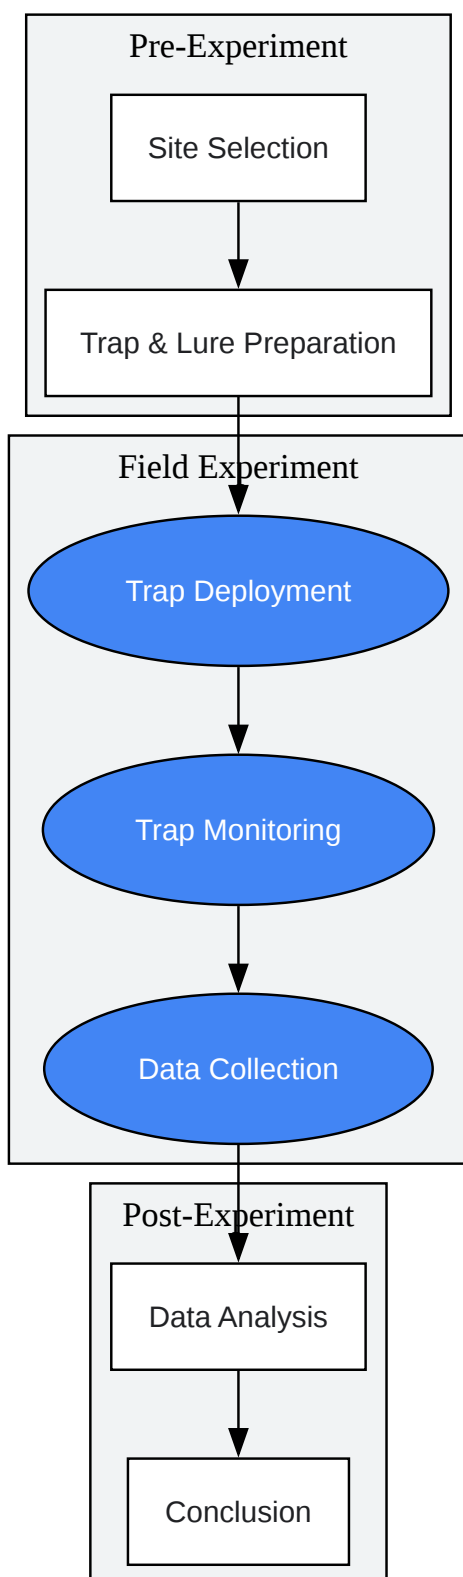 Pre-Experiment
Site Selection
Trap & Lure Preparation
Field Experiment
Trap Deployment
Trap Monitoring
Data Collection
Post-Experiment
Data Analysis
Conclusion